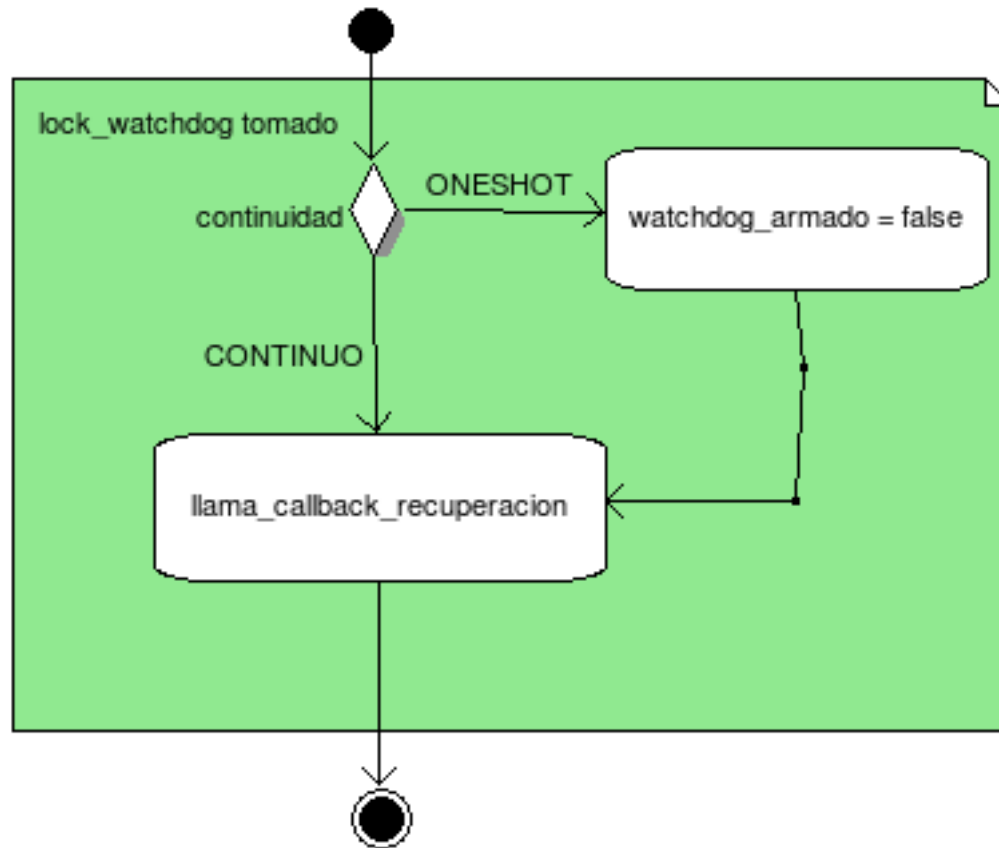 lock_watchdog tomado
ONESHOT
continuidad
watchdog_armado = false
CONTINUO
llama_callback_recuperacion